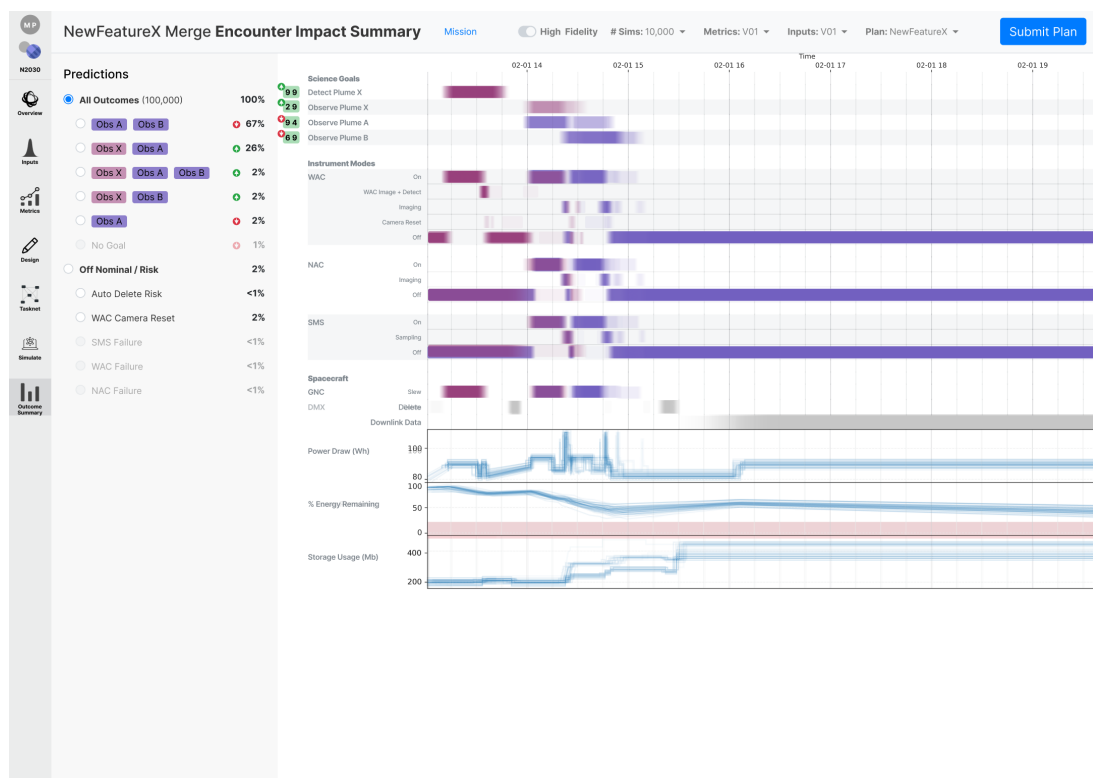 MP
NewFeatureX Merge Encounter Impact Summary
Mission
High Fidelity
# Sims: 10,000
Metrics: V01
Inputs: V01
Plan: NewFeatureX
Submit Plan
N2030
Overview
Inputs
Metrics
Design
Tasknet
Simulate
Outcome
Summary
Predictions
All Outcomes (100,000) 100%
Obs A Obs B 67%
Obs X Obs A 26%
Obs X Obs A Obs B 2%
Obs X Obs B 2%
Obs A 2%
No Goal 1%
Off Nominal / Risk 2%
Auto Delete Risk <1%
WAC Camera Reset 2%
SMS Failure <1%
WAC Failure <1%
NAC Failure <1%
Time
02-01 14 02-01 15 02-01 16 02-01 17 02-01 18 02-01 19
Science Goals
99 Detect Plume X
29 Observe Plume X
94 Observe Plume A
69 Observe Plume B
Instrument Modes
WAC On
WAC Image + Detect
Imaging
Camera Reset
Off
NAC On
Imaging
Off
SMS On
Sampling
Off
Spacecraft
GNC Slew
DMX Delete
Downlink Data
Power Draw (Wh)
100
80
% Energy Remaining
100
50
0
Storage Usage (Mb)
400
200